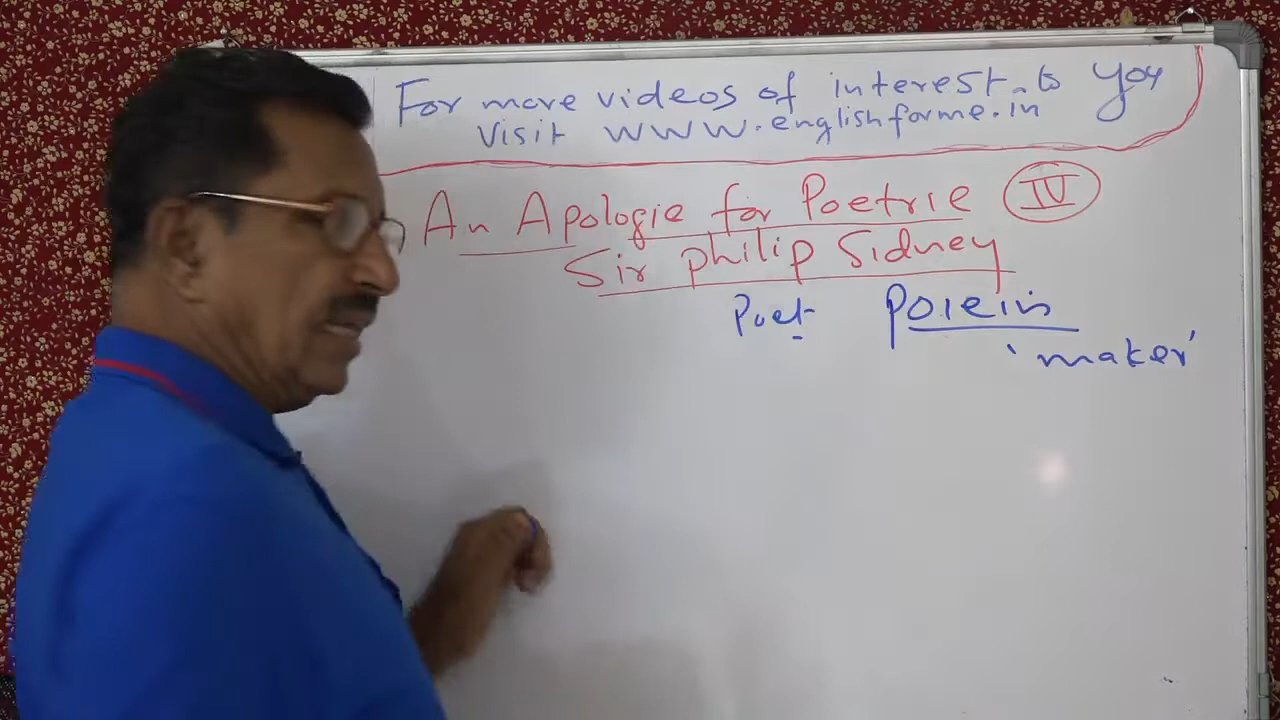 For more videos of interest to you
Visit www.englishforme.in
An Apologie for Poetrie IV
Sir Philip Sidney
Poet Poiein
'maker'